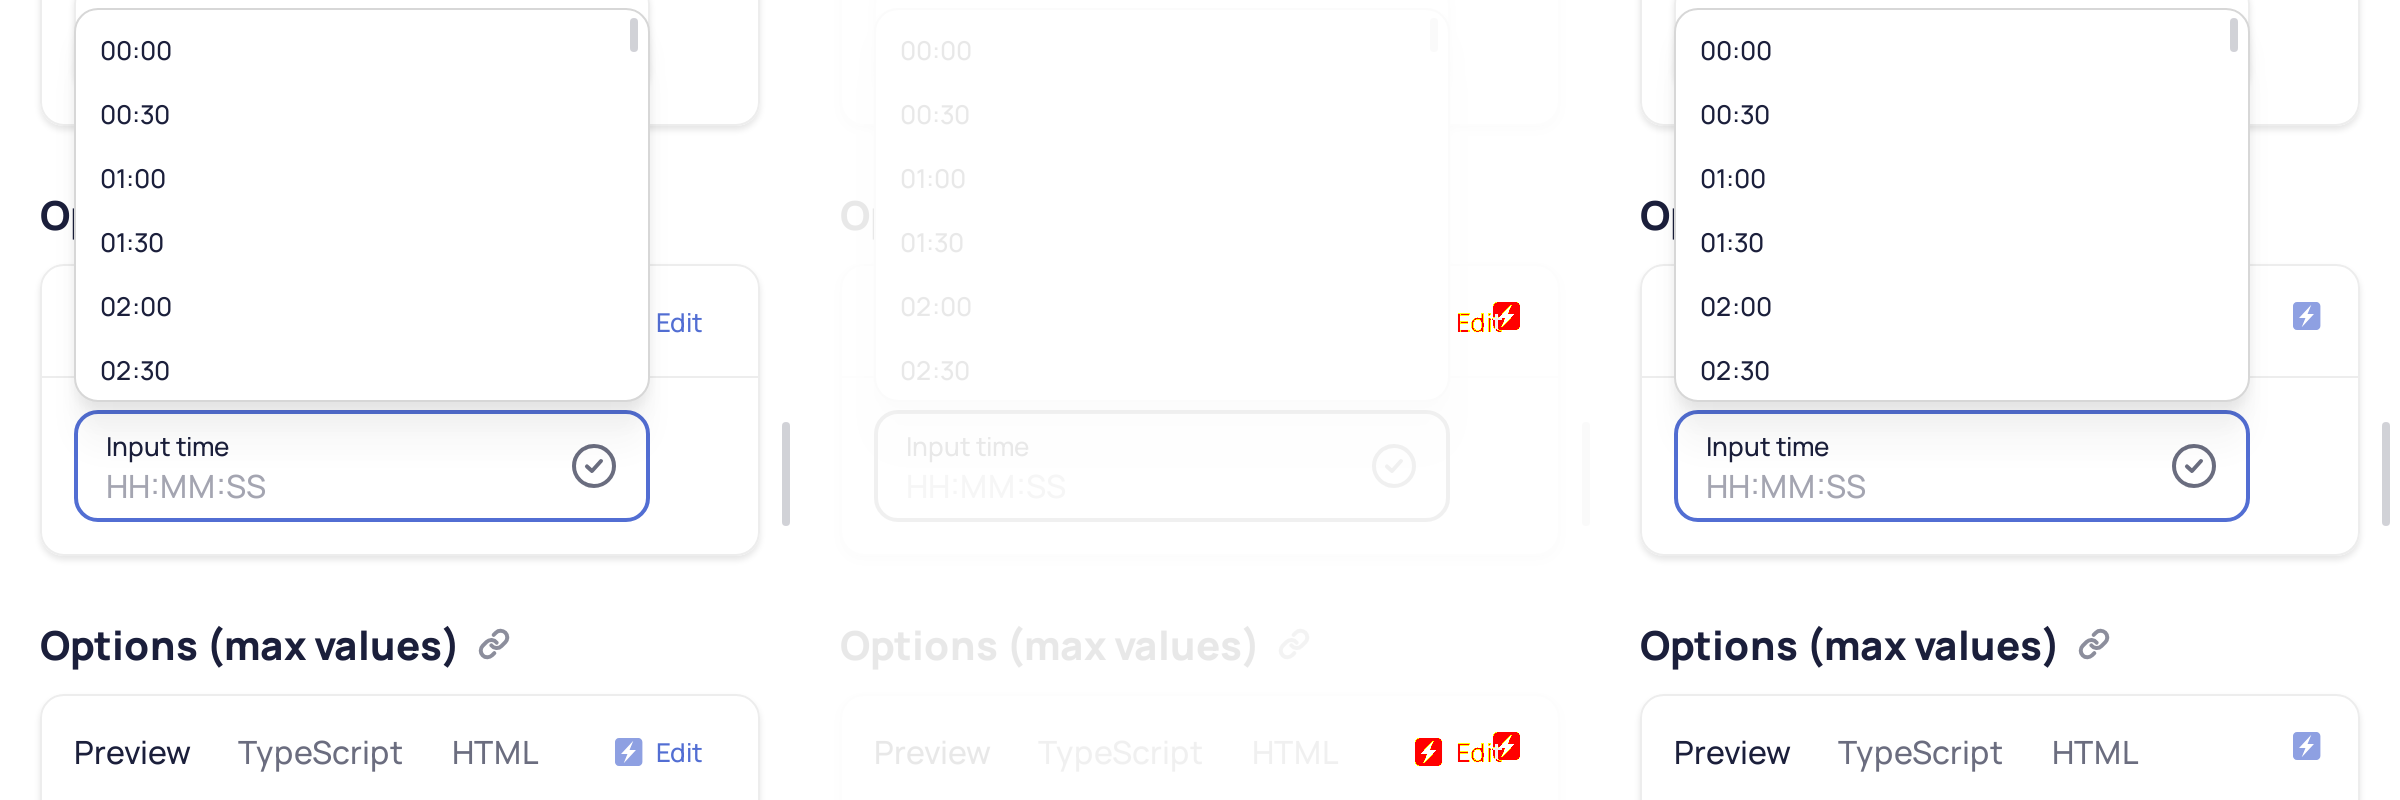 00:00
00:30
01:00
01:30
Op
02:00
Edit
02:30
Input time
HH:MM:SS
Options (max values)
Preview TypeScript HTML Edit
00:00
00:30
01:00
01:30
Op
02:00
Edit
02:30
Input time
HH:MM:SS
Options (max values)
Preview TypeScript HTML Edit
00:00
00:30
01:00
01:30
Op
02:00
02:30
Input time
HH:MM:SS
Options (max values)
Preview TypeScript HTML